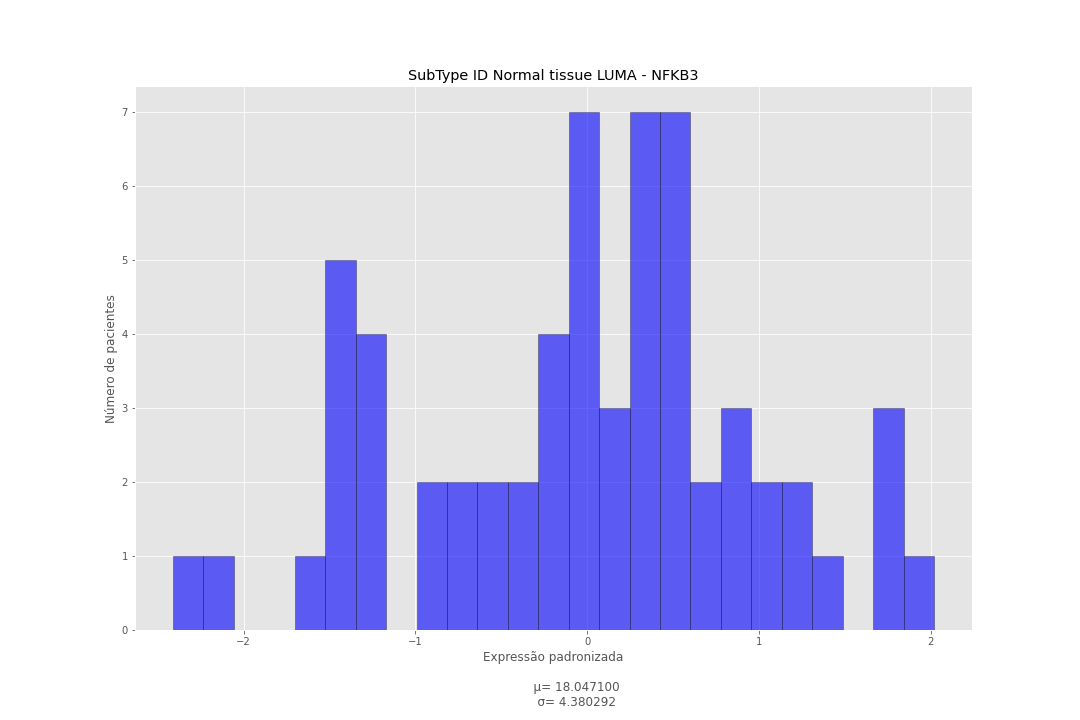 SubType ID Normal tissue LUMA - NFKB3
7
6
5
4
3
2
1
0
Número de pacientes
−2
−1
0
1
2
Expressão padronizada
μ= 18.047100
σ= 4.380292